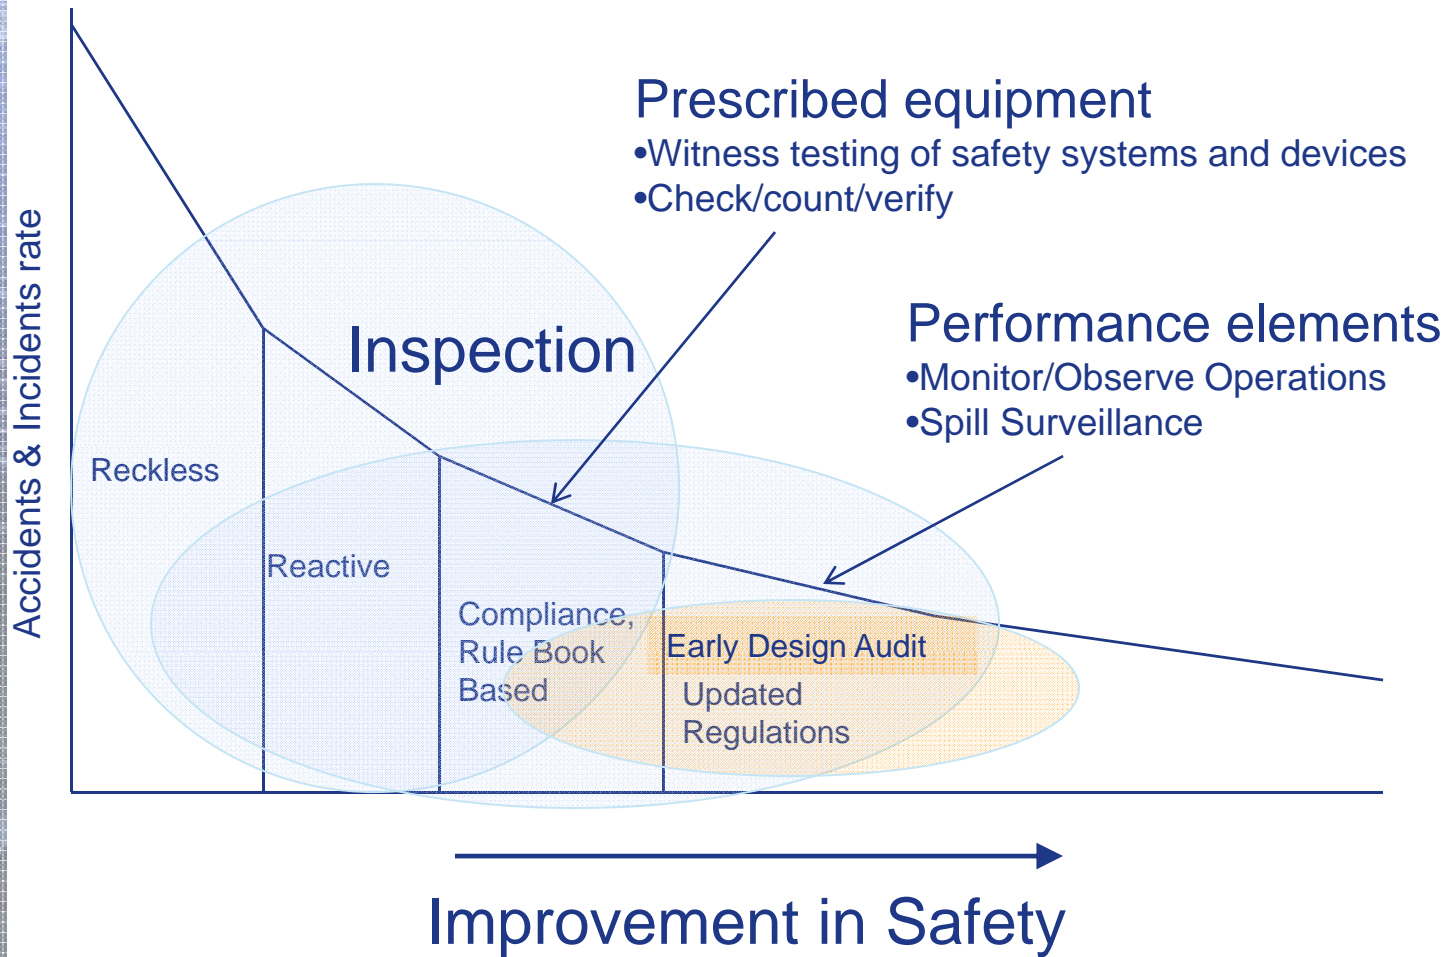 Prescribed equipment
•Witness testing of safety systems and devices
•Check/count/verify
Accidents & Incidents rate
Inspection
Performance elements
•Monitor/Observe Operations
•Spill Surveillance
Reckless
Reactive
Compliance,
Rule Book
Based
Early Design Audit
Updated
Regulations
Improvement in Safety